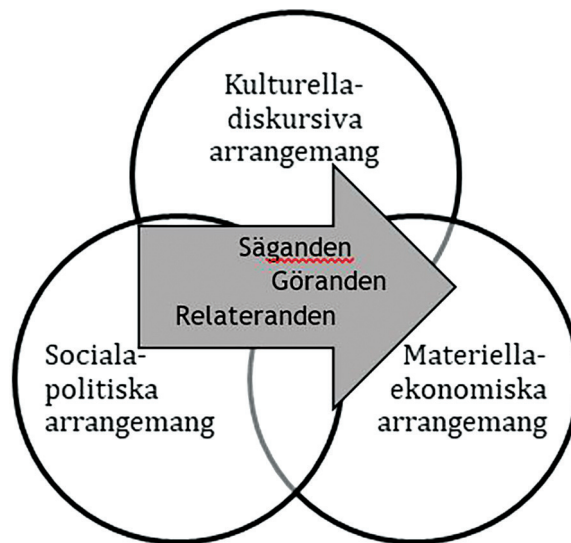 Kulturella-
diskursiva
arrangemang
Säganden
Göranden
Relateranden
Sociala-
politiska
arrangemang
Materiella-
ekonomiska
arrangemang